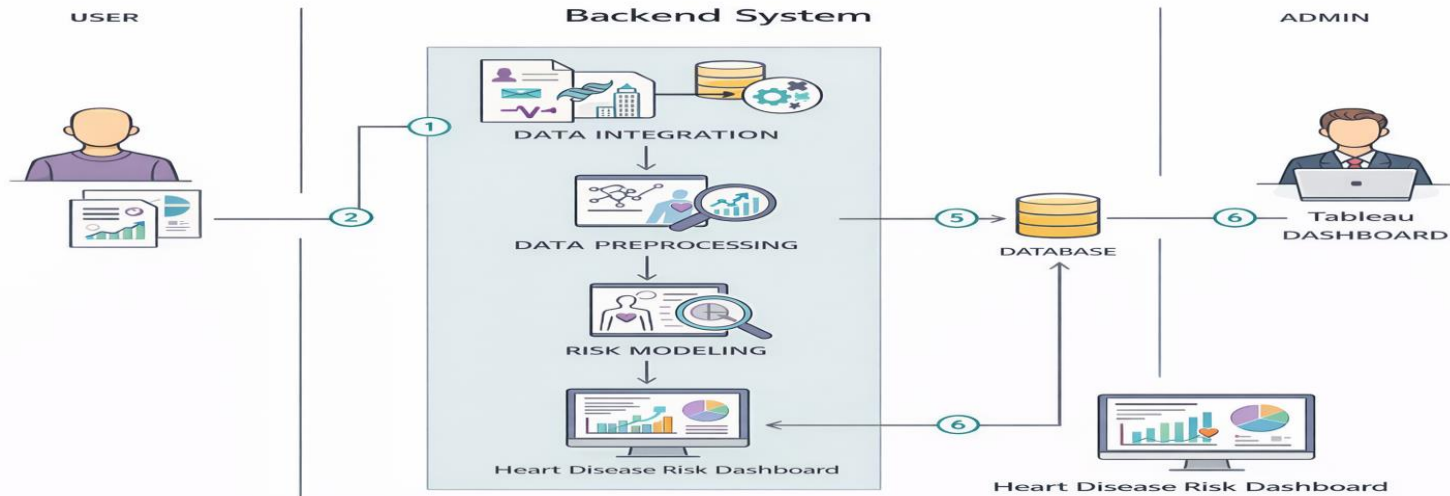 USER
Backend System
ADMIN
1
DATA INTEGRATION
2
5
6
DATA PREPROCESSING
Tableau
DASHBOARD
DATABASE
RISK MODELING
6
Heart Disease Risk Dashboard
Heart Disease Risk Dashboard